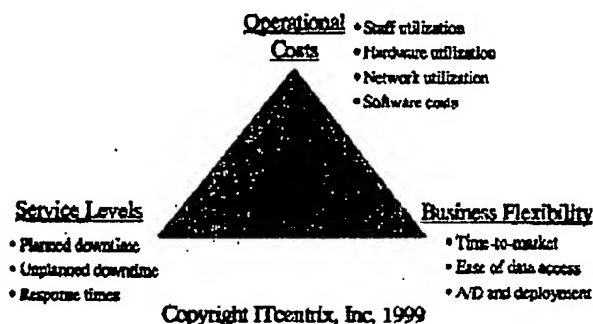 Operational
Costs
• Staff utilization
• Hardware utilization
• Network utilization
• Software costs
Service Levels
• Planned downtime
• Unplanned downtime
• Response times
Business Flexibility
• Time-to-market
• Ease of data access
• A/D and deployment
Copyright ITcentrix, Inc, 1999